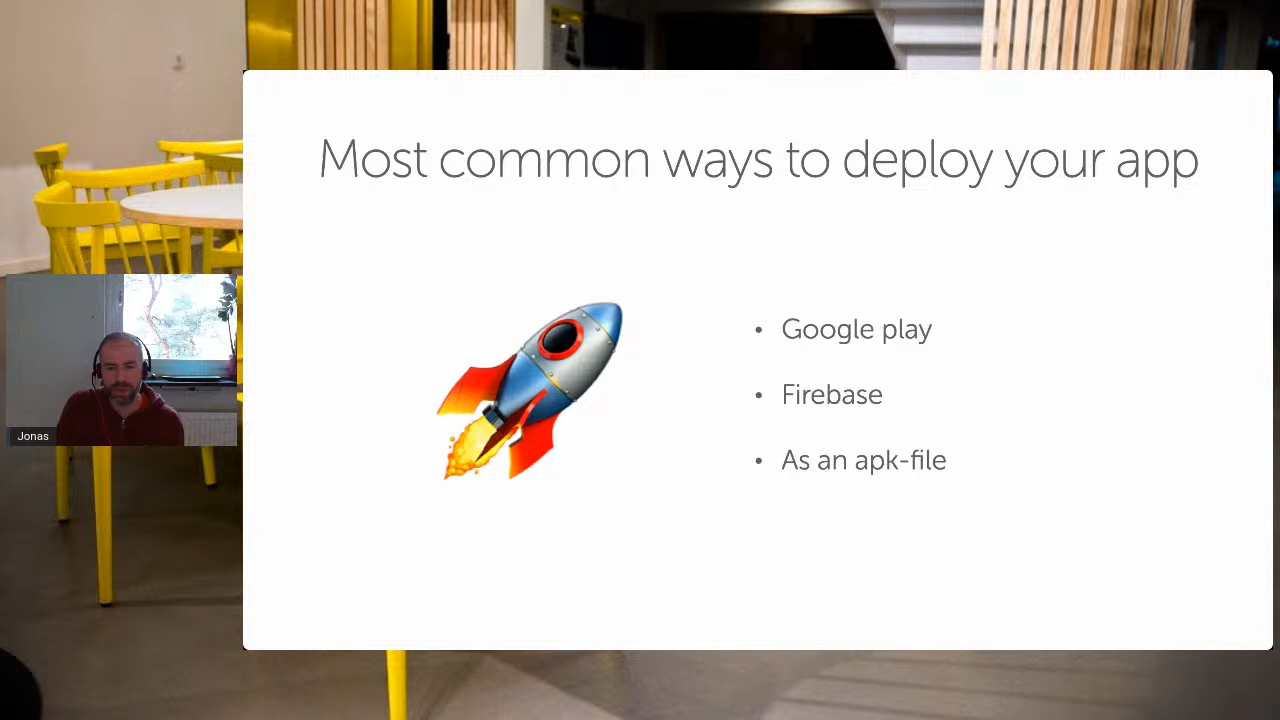 Most common ways to deploy your app
• Google play
• Firebase
• As an apk-file
Jonas